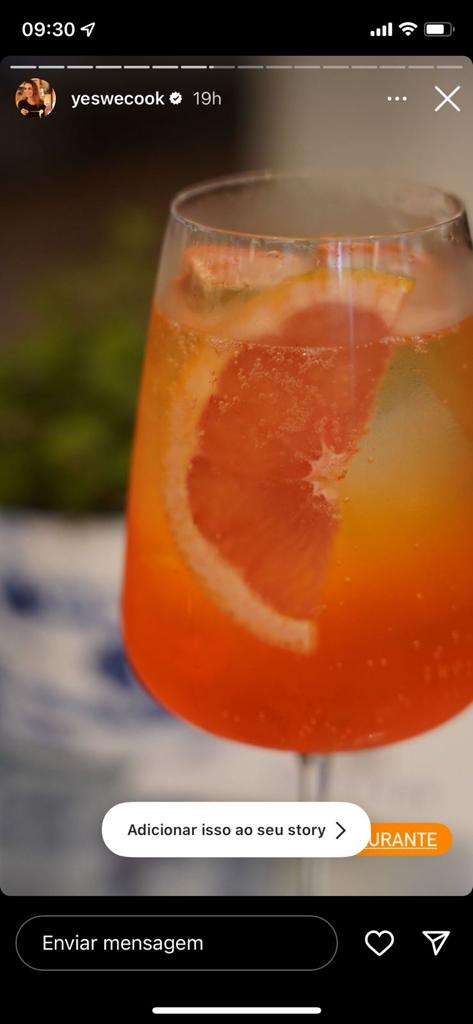 09:30
yeswecook 19h
Adicionar isso ao seu story
URANTE
Enviar mensagem